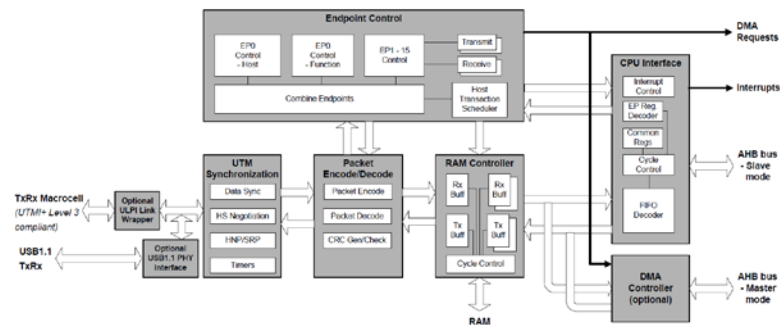 Endpoint Control
EP0
Control
- Host
EP0
Control
- Function
EP1 - 15
Control
Transmit
Receive
Combine Endpoints
Host
Transaction
Scheduler
DMA
Requests
CPU Interface
Interrupt
Control
Interrupts
EP Reg.
Decoder
Common
Regs
Cycle
Control
FIFO
Decoder
AHB bus
- Slave
mode
UTM
Synchronization
Data Sync
HS Negotiation
HNP/SRP
Timers
Packet
Encode/Decode
Packet Encode
Packet Decode
CRC Gen/Check
RAM Controller
Rx
Buff
Rx
Buff
Tx
Buff
Tx
Buff
Cycle Control
TxRx Macrocell
(UTMI+ Level 3
compliant)
Optional
ULPI Link
Wrapper
USB1.1
TxRx
Optional
USB1.1 PHY
Interface
RAM
DMA
Controller
(optional)
AHB bus
- Master
mode